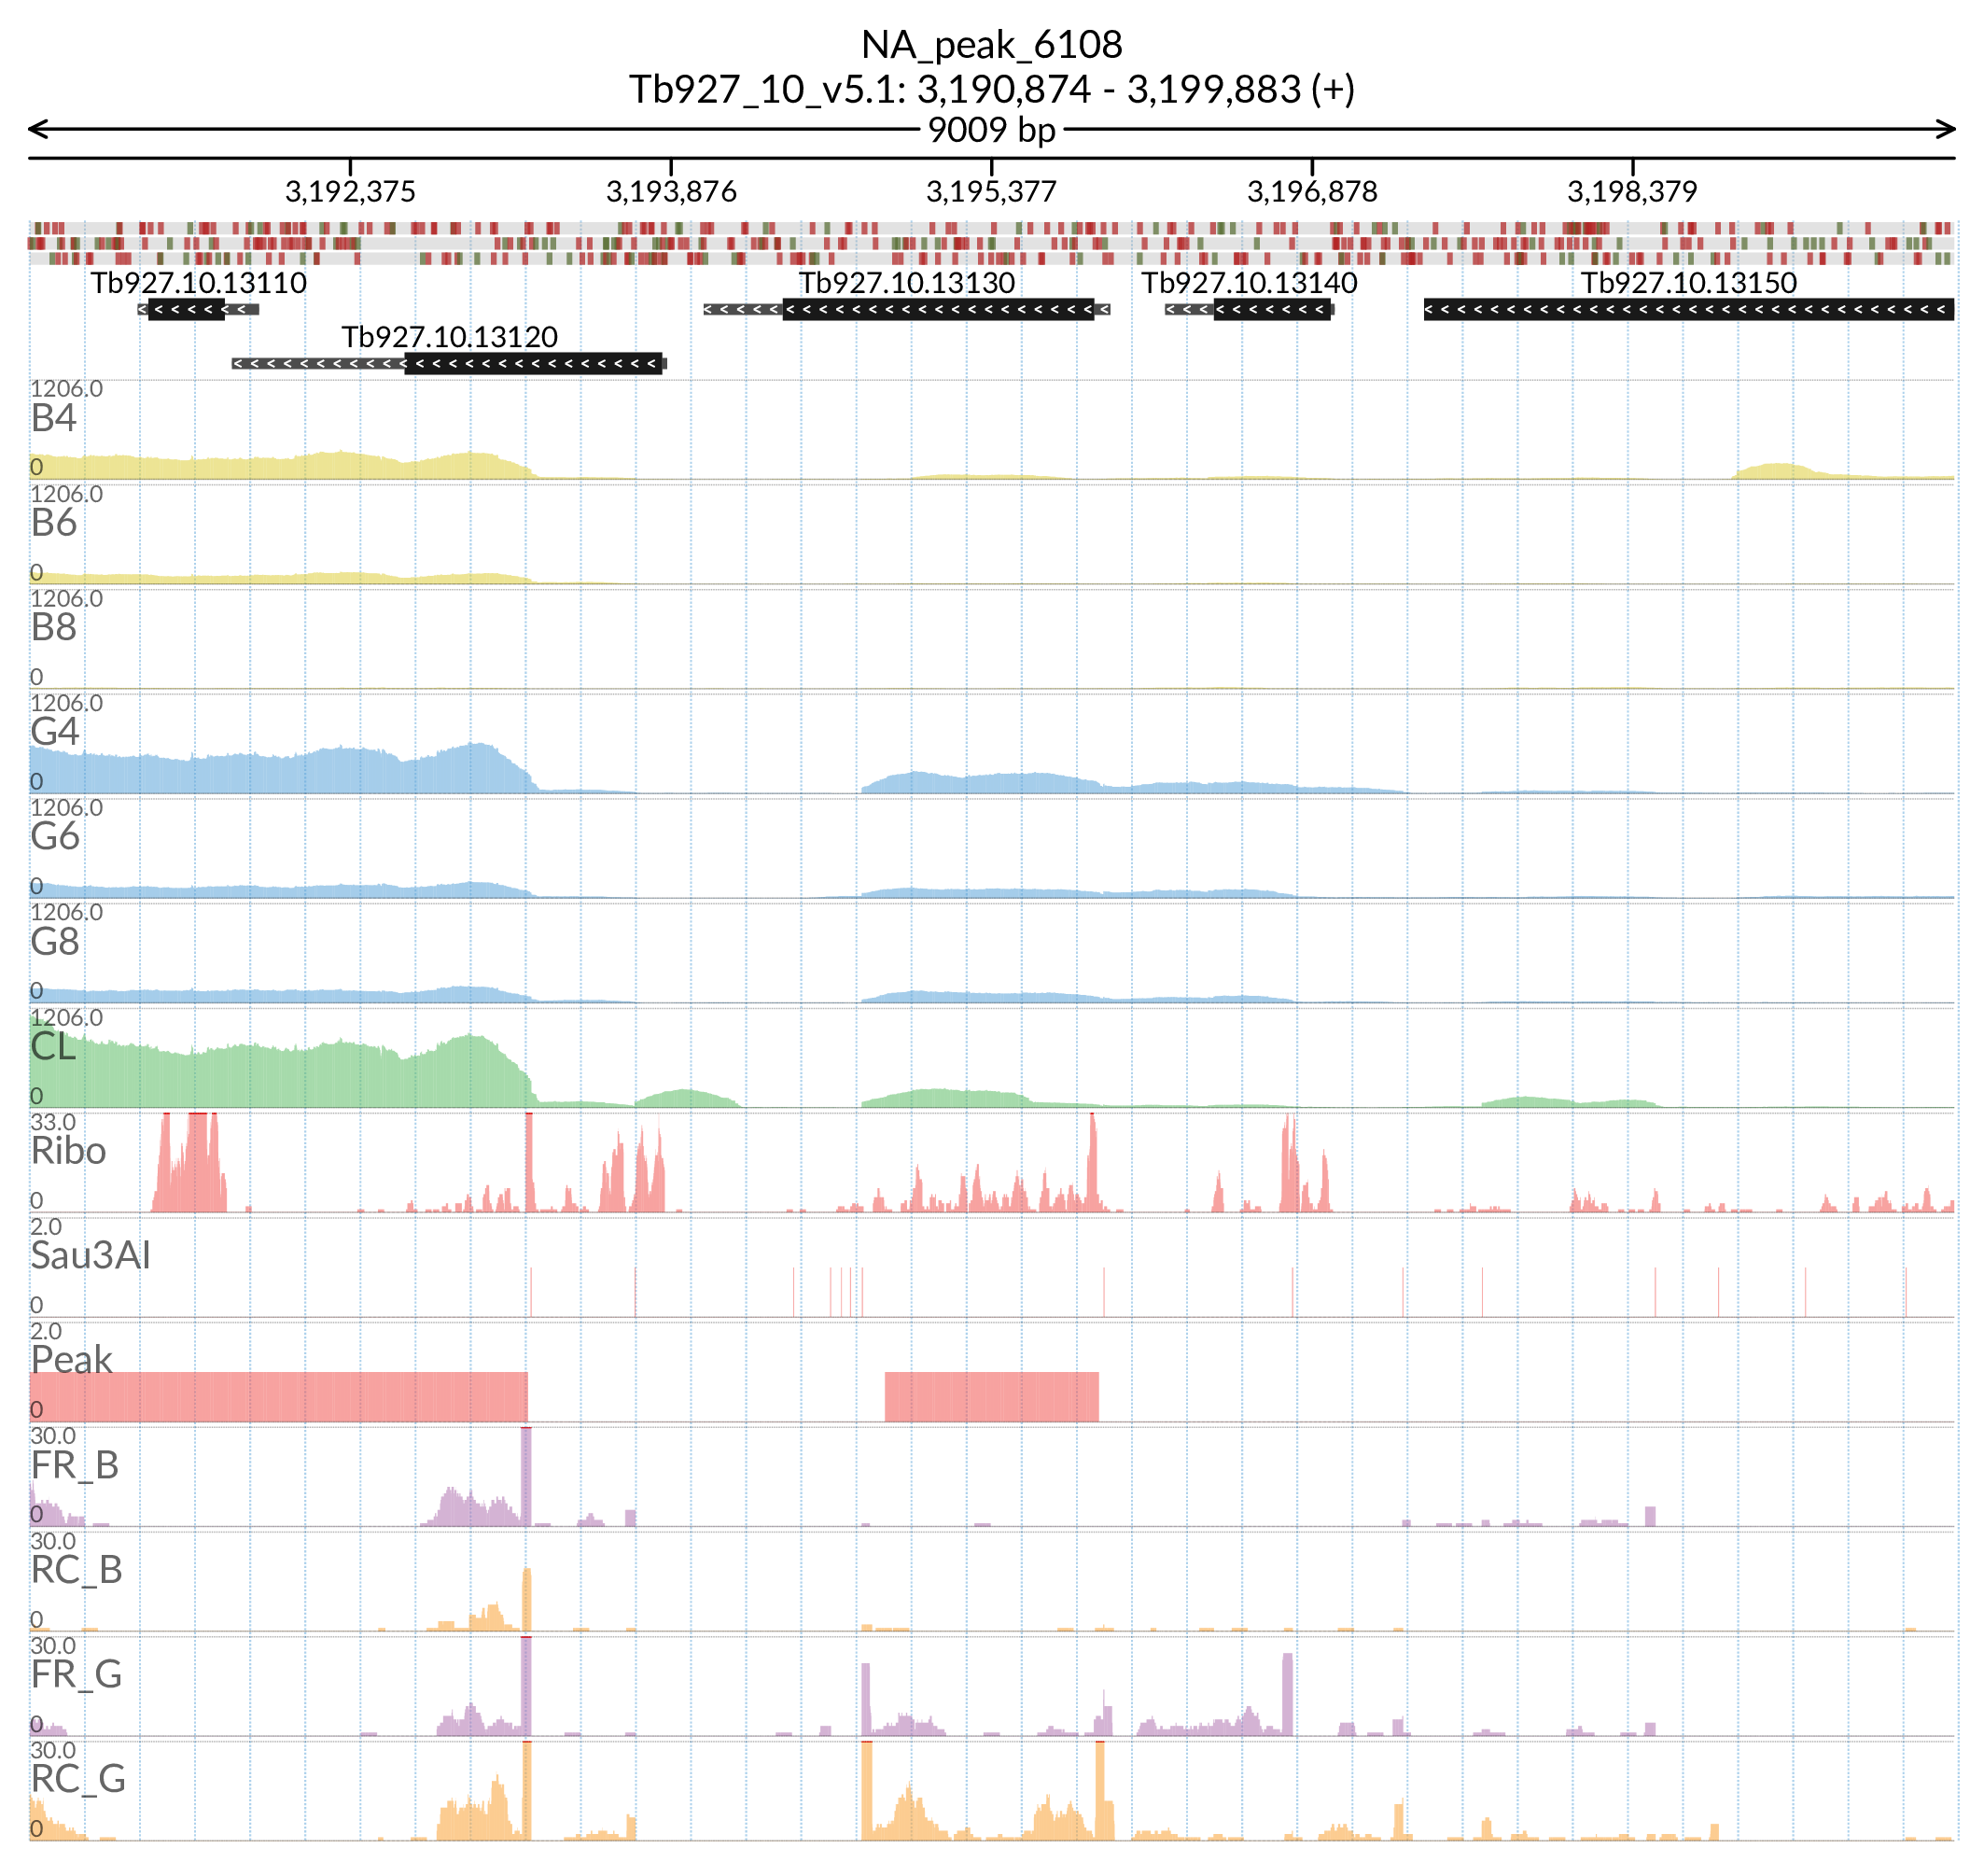 NA_peak_6108
Tb927_10_v5.1: 3,190,874 - 3,199,883 (+)
9009 bp
3,192,375 3,193,876 3,195,377 3,196,878 3,198,379
Tb927.10.13110 Tb927.10.13130 Tb927.10.13140 Tb927.10.13150
Tb927.10.13120
1206.0
B4
0
1206.0
B6
0
1206.0
B8
0
1206.0
G4
0
1206.0
G6
0
1206.0
G8
0
1206.0
CL
0
33.0
Ribo
0
2.0
Sau3AI
0
2.0
Peak
0
30.0
FR_B
0
30.0
RC_B
0
30.0
FR_G
0
30.0
RC_G
0